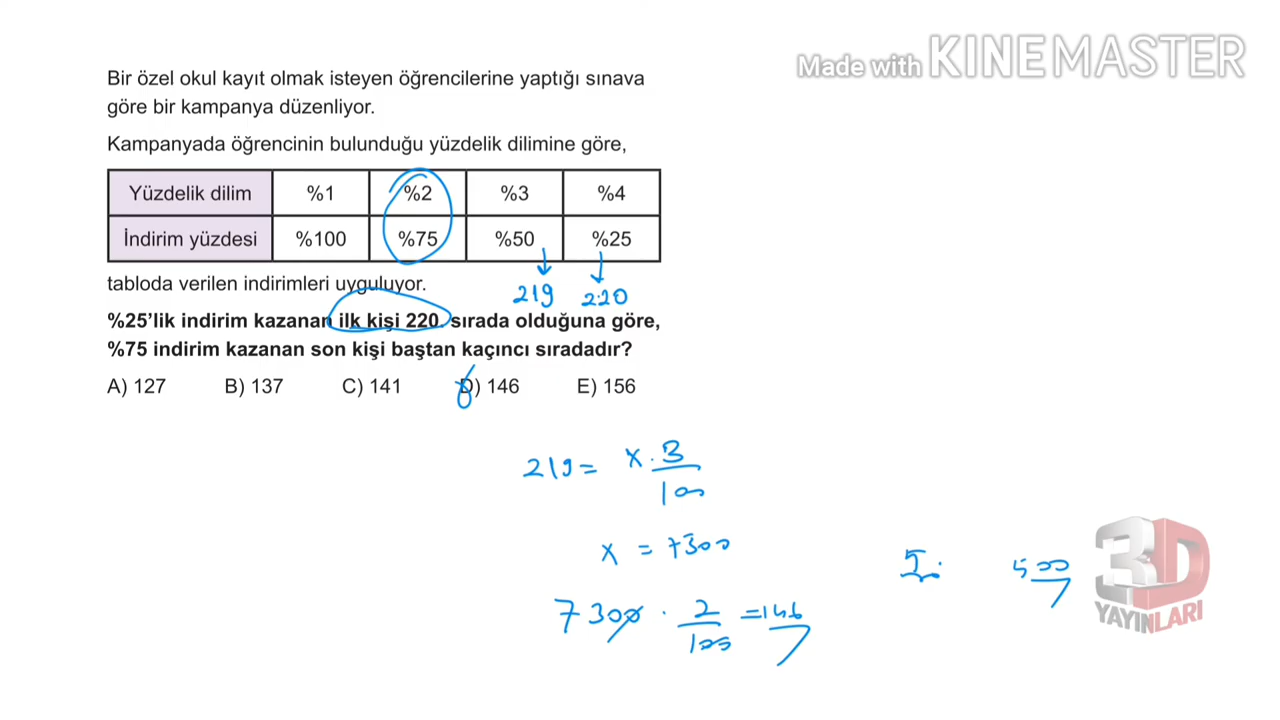 Made with KINEMASTER
Bir özel okul kayıt olmak isteyen öğrencilerine yaptığı sınava
göre bir kampanya düzenliyor.
Kampanyada öğrencinin bulunduğu yüzdelik dilimine göre,
Yüzdelik dilim %1 %2 %3 %4
İndirim yüzdesi %100 %75 %50 %25
tabloda verilen indirimleri uyguluyor.
219 220
%25'lik indirim kazanan ilk kişi 220. sırada olduğuna göre,
%75 indirim kazanan son kişi baştan kaçıncı sıradadır?
A) 127 B) 137 C) 141 D) 146 E) 156
219 = x . 3/100
x = 7300
500
7300 . 2/100 = 146
3D
YAYINLARI